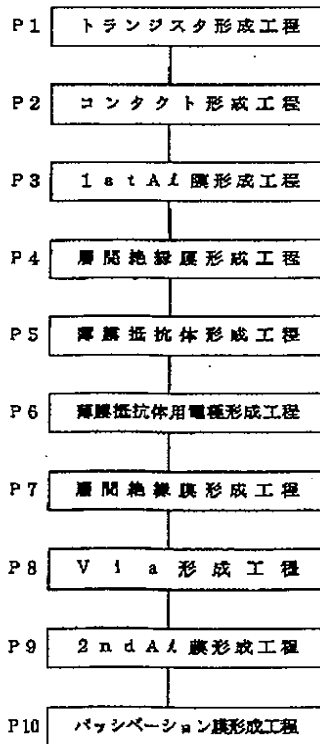 P1 トランジスタ形成工程
P2 コンタクト形成工程
P3 1stAℓ膜形成工程
P4 層間絶縁膜形成工程
P5 薄膜抵抗体形成工程
P6 薄膜抵抗体用電極形成工程
P7 層間絶縁膜形成工程
P8 Via形成工程
P9 2ndAℓ膜形成工程
P10 パッシベーション膜形成工程